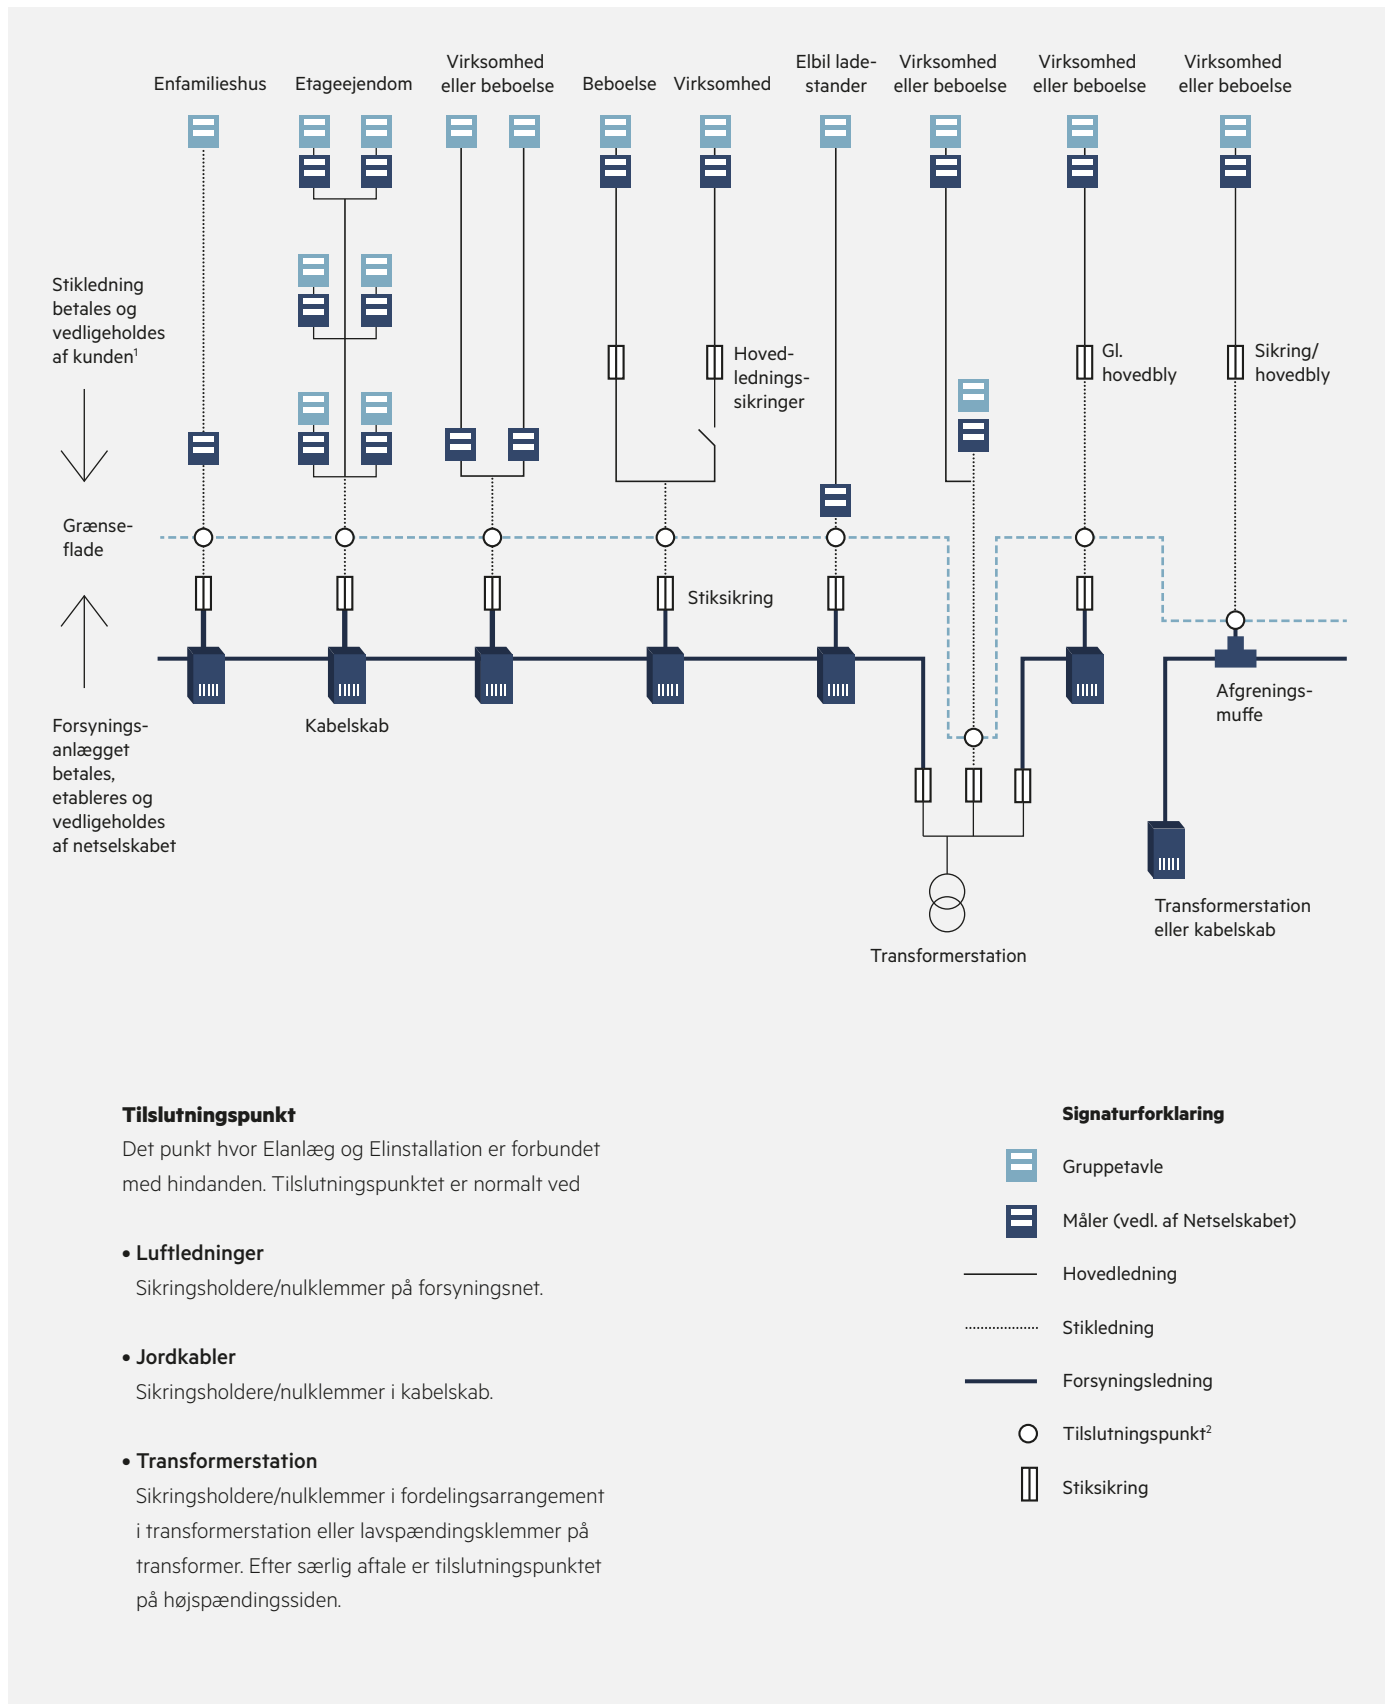 Enfamilieshus
Etageejendom
Virksomhed
eller beboelse
Beboelse
Virksomhed
Elbil lade-
stander
Virksomhed
eller beboelse
Virksomhed
eller beboelse
Virksomhed
eller beboelse
Stikledning
betales og
vedligeholdes
af kunden¹
Hoved-
lednings-
sikringer
Gl.
hovedbly
Sikring/
hovedbly
Grænse-
flade
Stiksikring
Forsynings-
anlægget
betales,
etableres og
vedligeholdes
af netselskabet
Kabelskab
Afgrenings-
muffe
Transformerstation
Transformerstation
eller kabelskab
Tilslutningspunkt
Det punkt hvor Elanlæg og Elinstallation er forbundet
med hindanden. Tilslutningspunktet er normalt ved
• Luftledninger
Sikringsholdere/nulklemmer på forsyningsnet.
• Jordkabler
Sikringsholdere/nulklemmer i kabelskab.
• Transformerstation
Sikringsholdere/nulklemmer i fordelingsarrangement
i transformerstation eller lavspændingsklemmer på
transformer. Efter særlig aftale er tilslutningspunktet
på højspændingssiden.
Signaturforklaring
Gruppetavle
Måler (vedl. af Netselskabet)
Hovedledning
Stikledning
Forsyningsledning
Tilslutningspunkt²
Stiksikring